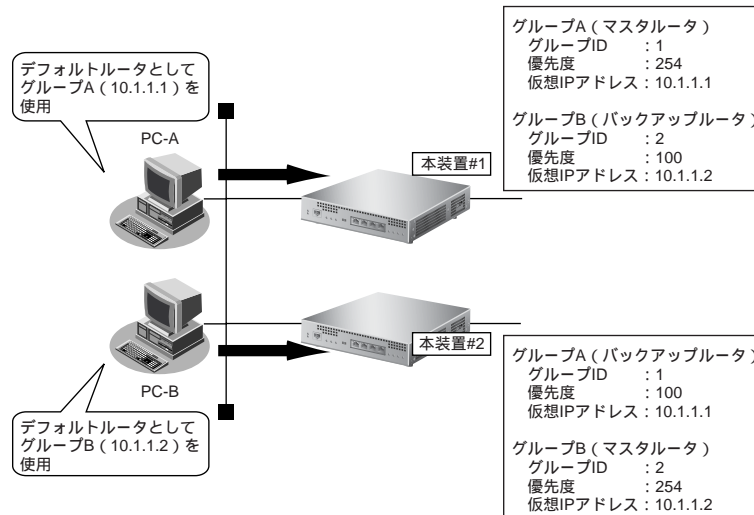 グループA（マスタルータ）
グループID ：1
優先度 ：254
仮想IPアドレス：10.1.1.1
グループB（バックアップルータ）
グループID ：2
優先度 ：100
仮想IPアドレス：10.1.1.2
デフォルトルータとして
グループA（10.1.1.1）を
使用
PC-A
本装置#1
本装置#2
PC-B
デフォルトルータとして
グループB（10.1.1.2）を
使用
グループA（バックアップルータ）
グループID ：1
優先度 ：100
仮想IPアドレス：10.1.1.1
グループB（マスタルータ）
グループID ：2
優先度 ：254
仮想IPアドレス：10.1.1.2